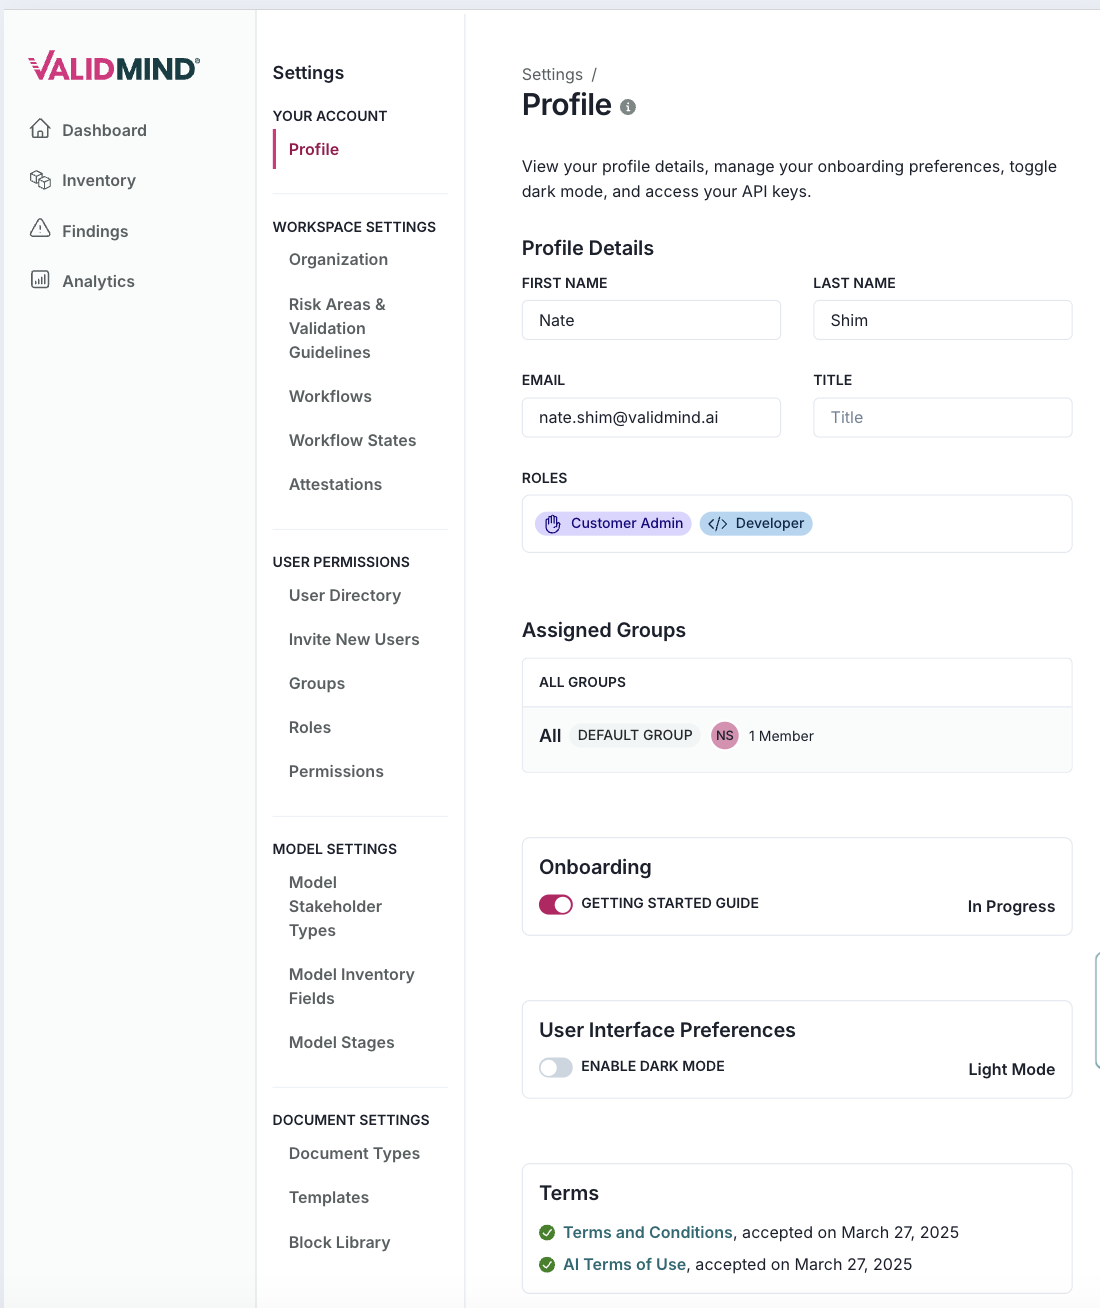 VALIDMIND®
Dashboard
Inventory
Findings
Analytics
Settings
YOUR ACCOUNT
Profile
WORKSPACE SETTINGS
Organization
Risk Areas &
Validation
Guidelines
Workflows
Workflow States
Attestations
USER PERMISSIONS
User Directory
Invite New Users
Groups
Roles
Permissions
MODEL SETTINGS
Model
Stakeholder
Types
Model Inventory
Fields
Model Stages
DOCUMENT SETTINGS
Document Types
Templates
Block Library
Settings /
Profile
View your profile details, manage your onboarding preferences, toggle
dark mode, and access your API keys.
Profile Details
FIRST NAME LAST NAME
Nate Shim
EMAIL TITLE
nate.shim@validmind.ai Title
ROLES
Customer Admin </> Developer
Assigned Groups
ALL GROUPS
All DEFAULT GROUP NS 1 Member
Onboarding
GETTING STARTED GUIDE In Progress
User Interface Preferences
ENABLE DARK MODE Light Mode
Terms
Terms and Conditions, accepted on March 27, 2025
AI Terms of Use, accepted on March 27, 2025